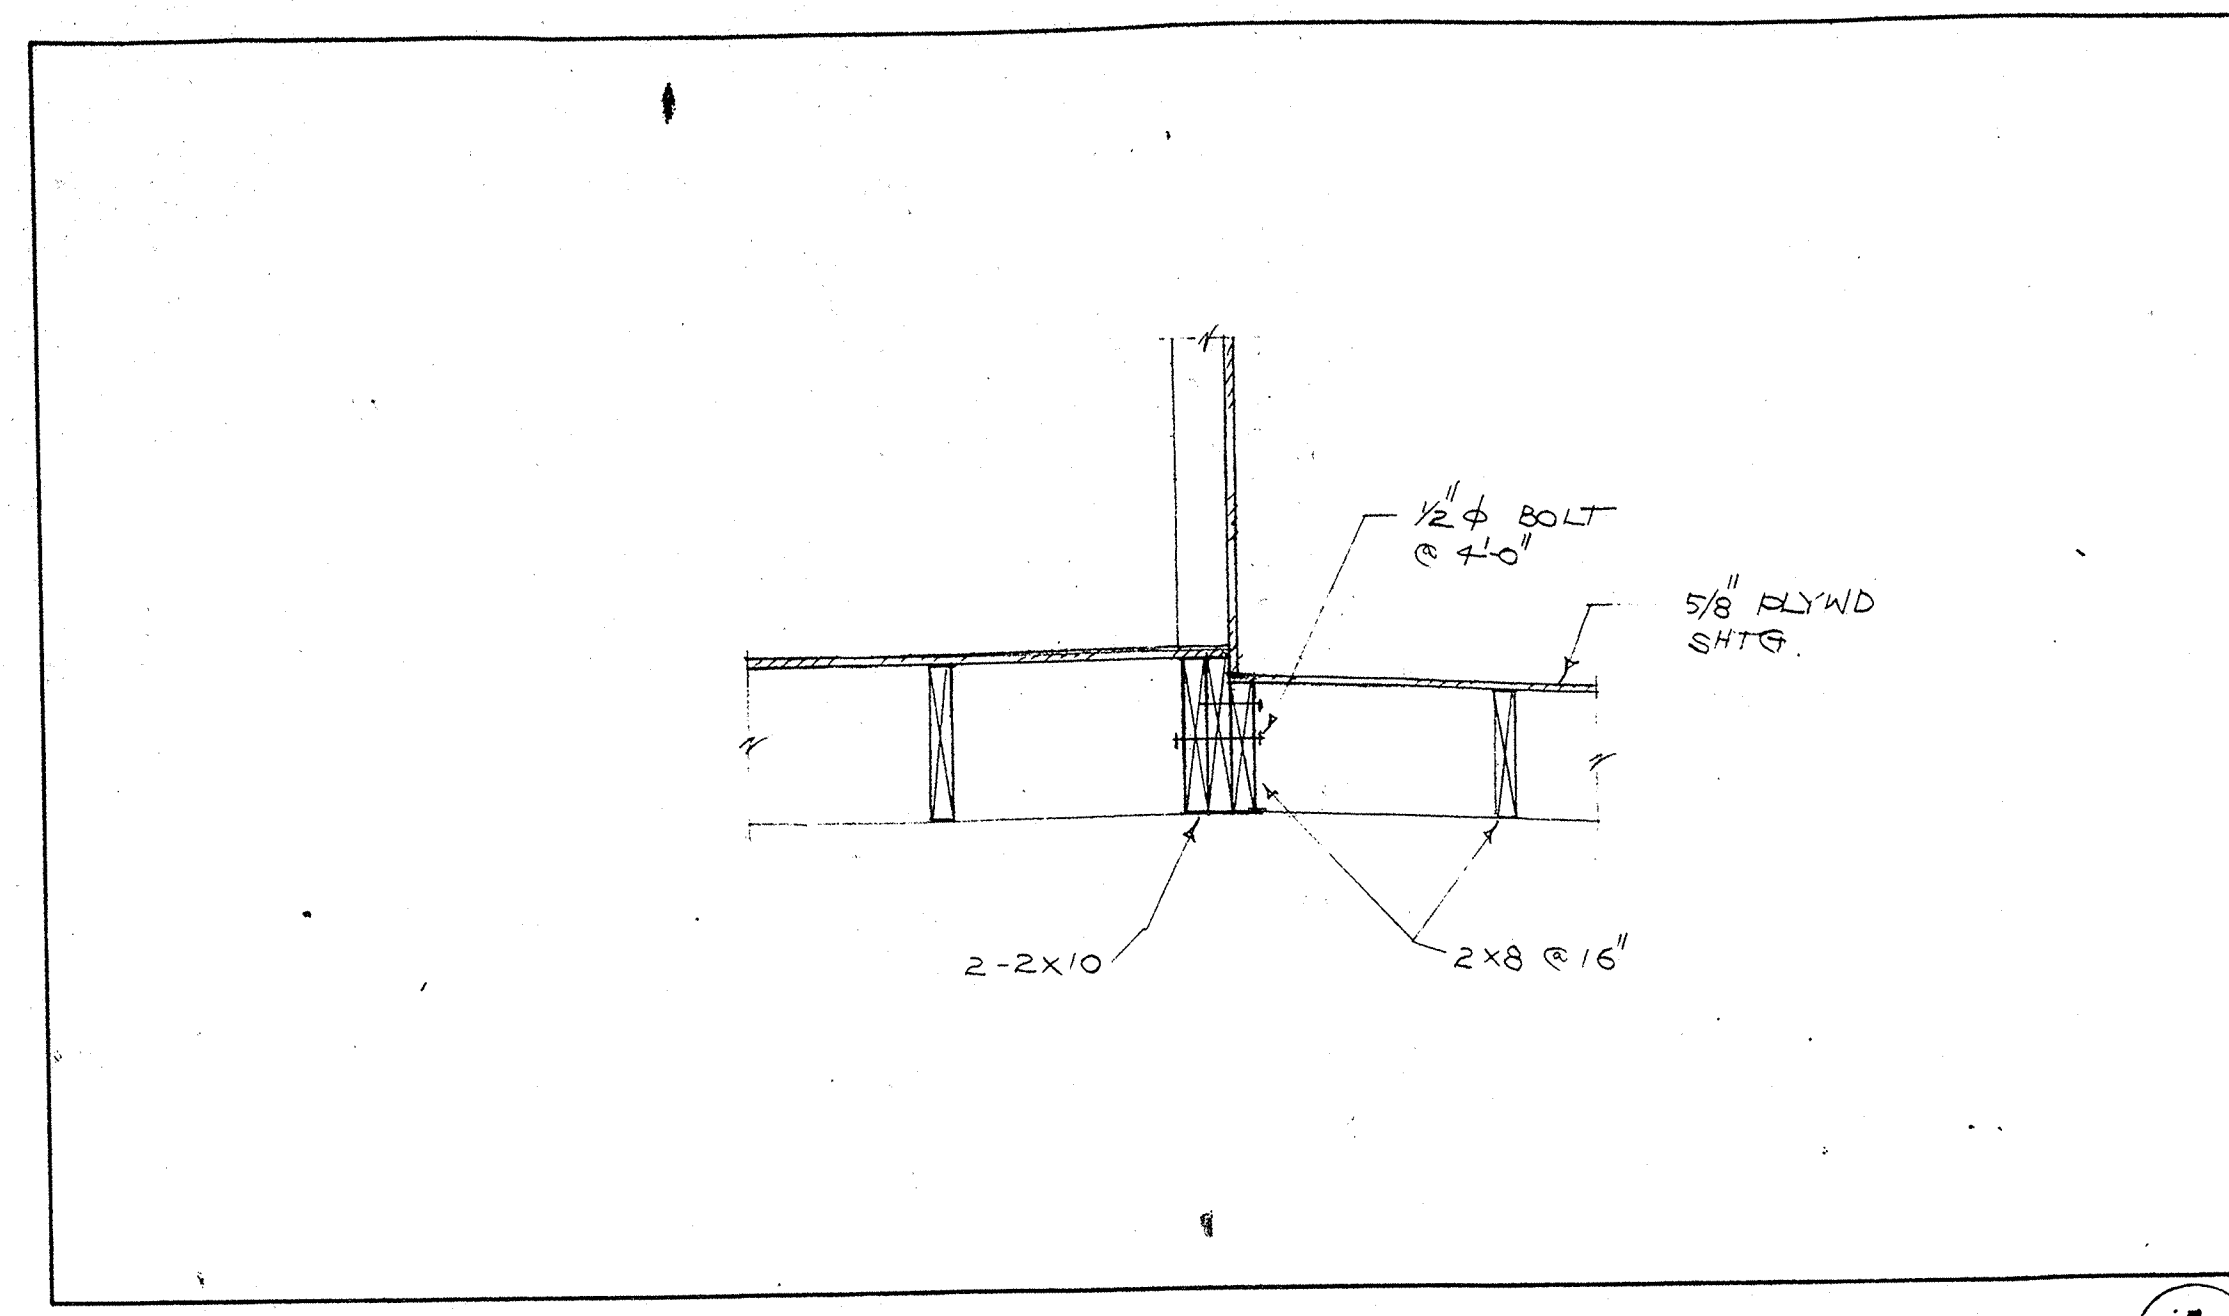 1/2" ϕ BOLT
@ 4'-0"
5/8" PLYWD
SHTG.
2-2X10
2X8 @ 16"